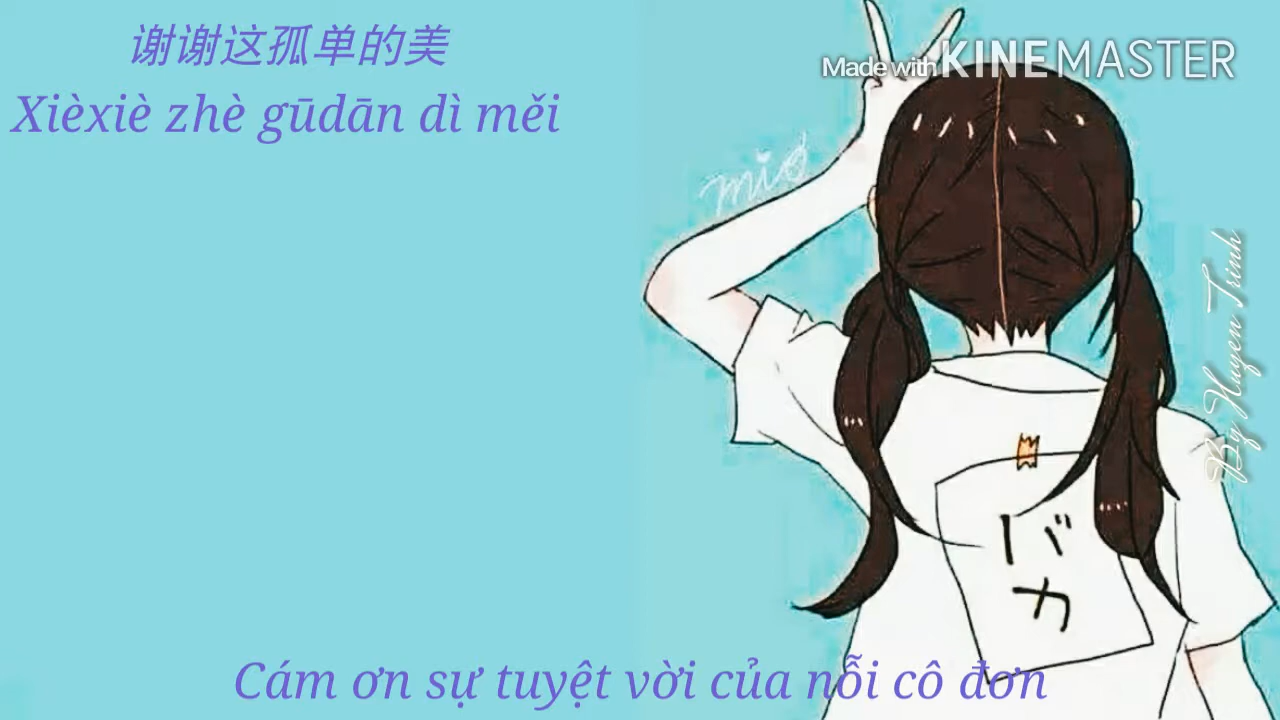 谢谢这孤单的美
Made with KINEMASTER
Xièxiè zhè gūdān dì měi
mio
By Huyen Trinh
バカ
Cám ơn sự tuyệt vời của nỗi cô đơn